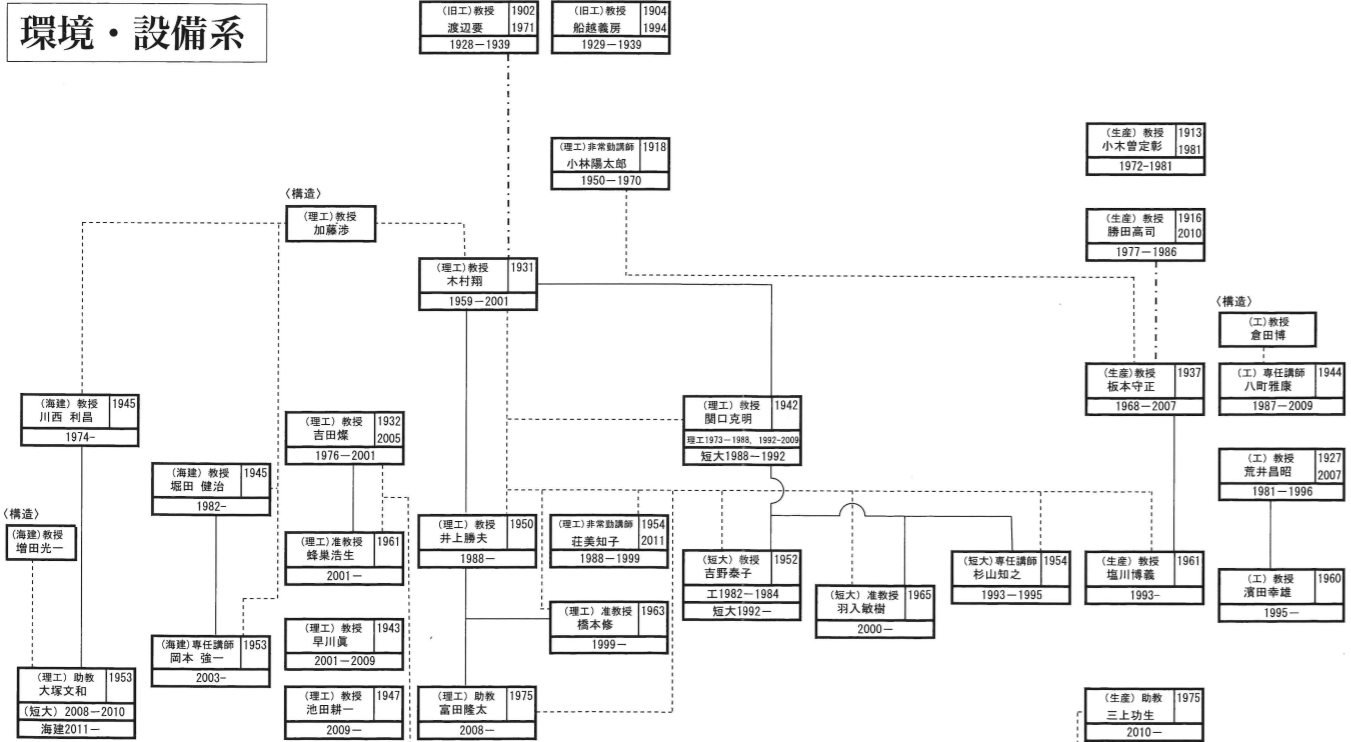 環境・設備系
(旧工)教授 1902
渡辺要 1971
1928－1939
(旧工)教授 1904
船越義房 1994
1929－1939
(理工)非常勤講師 1918
小林陽太郎
1950－1970
(生産) 教授 1913
小木曽定彰 1981
1972-1981
〈構造〉
(理工)教授
加藤渉
(生産) 教授 1916
勝田高司 2010
1977－1986
(理工)教授 1931
木村翔
1959－2001
〈構造〉
(工)教授
倉田博
(生産)教授 1937
板本守正
1968－2007
(工) 専任講師 1944
八町雅康
1987－2009
(海建) 教授 1945
川西 利昌
1974-
(理工) 教授 1932
吉田燦 2005
1976－2001
(理工) 教授 1942
関口克明
理工1973－1988, 1992-2009
短大1988－1992
(工) 教授 1927
荒井昌昭 2007
1981－1996
(海建) 教授 1945
堀田 健治
1982-
〈構造〉
(海建)教授
増田光一
(理工)准教授 1961
蜂巣浩生
2001－
(理工) 教授 1950
井上勝夫
1988－
(理工)非常勤講師 1954
荘美知子 2011
1988－1999
(短大) 教授 1952
吉野泰子
工1982－1984
短大1992－
(短大) 准教授 1965
羽入敏樹
2000－
(短大)専任講師 1954
杉山知之
1993－1995
(生産) 教授 1961
塩川博義
1993-
(工) 教授 1960
濱田幸雄
1995－
(理工) 准教授 1963
橋本修
1999－
(海建)専任講師 1953
岡本 強一
2003-
(理工) 教授 1943
早川眞
2001－2009
(理工) 助教 1953
大塚文和
(短大) 2008－2010
海建2011－
(理工) 教授 1947
池田耕一
2009－
(理工) 助教 1975
冨田隆太
2008－
(生産) 助教 1975
三上功生
2010－